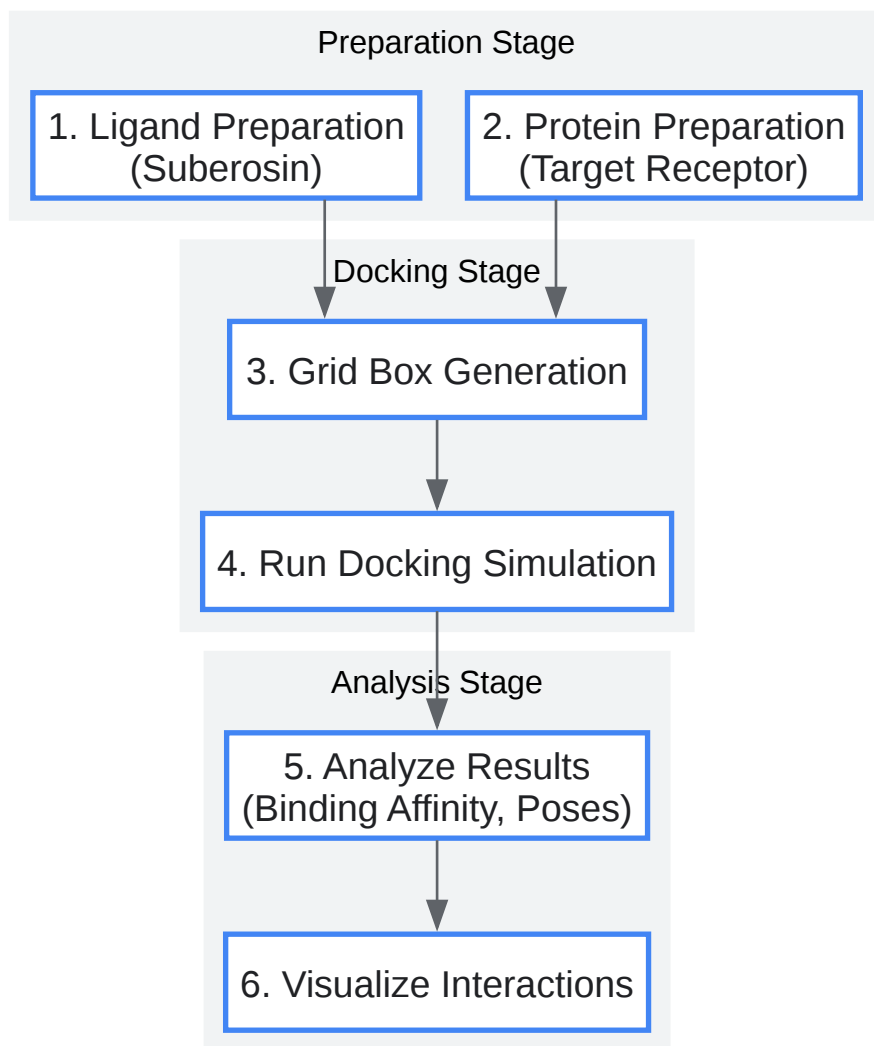 Preparation Stage
1. Ligand Preparation
(Suberosin)
2. Protein Preparation
(Target Receptor)
Docking Stage
3. Grid Box Generation
4. Run Docking Simulation
Analysis Stage
5. Analyze Results
(Binding Affinity, Poses)
6. Visualize Interactions